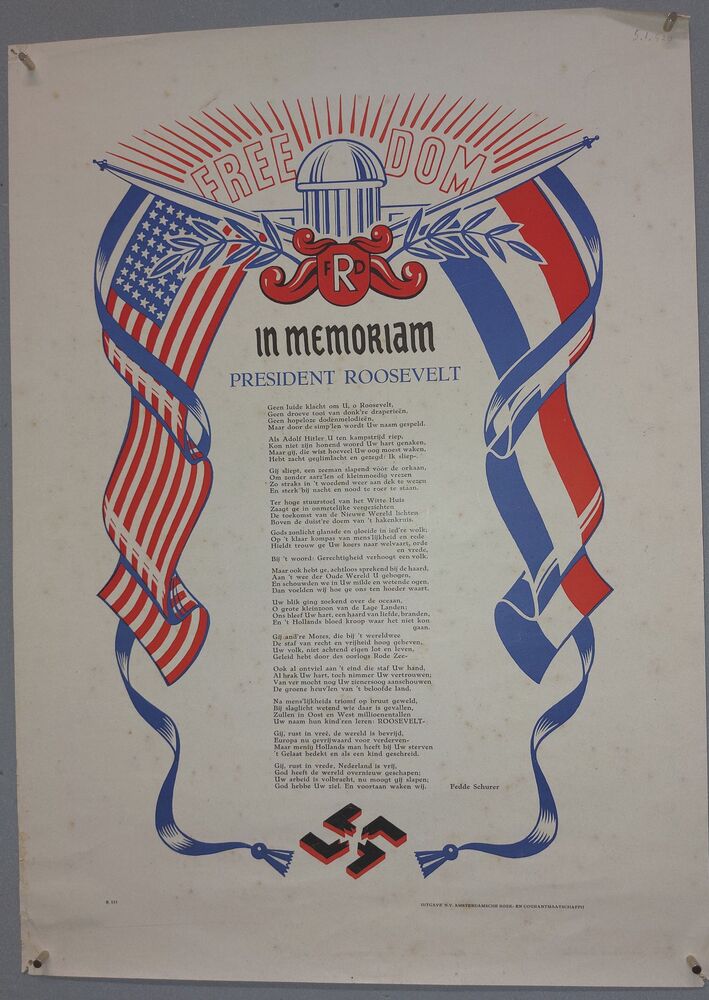 FREEDOM
FRD
IN MEMORIAM
PRESIDENT ROOSEVELT
Geen luide klacht om U, o Roosevelt,
Geen droeve tooi van donk're draperieën,
Geen hopeloze dodenmelodieën,
Maar door de simp'len wordt Uw naam gespeld.
Als Adolf Hitler U ten kampstrijd riep,
Kon niet zijn honend woord Uw hart genaken,
Maar gij, die wist hoeveel Uw oog moest waken,
Hebt zacht geglimlacht en gezegd: Ik sliep.
Gij sliept, een zeeman slapend vóór de orkaan,
Om zonder aarz'len of kleinmoedig vrezen
Zo straks in 't woedend weer aan dek te wezen
En sterk bij nacht en nood te roer te staan.
Ter hoge stuurstoel van het Witte Huis
Zaagt ge in onmetelijke vergezichten
De toekomst van de Nieuwe Wereld lichten
Boven de duist're doem van 't hakenkruis.
Gods zonlicht glansde en gloeide in ied're volk;
Op 't klaar kompas van mens'lijkheid en rede
Hieldt trouw ge Uw koers naar welvaart, orde
en vrede,
Bij 't woord: Gerechtigheid verhoogt een volk.
Maar ook hebt ge, achtloos sprekend bij de haard,
Aan 't wee der Oude Wereld U gebogen,
En schouwden we in Uw milde en wetende ogen,
Dan voelden wij hoe ge ons ten hoeder waart.
Uw blik ging zoekend over de oceaan,
O grote kleinzoon van de Lage Landen;
Ons bleef Uw hart, een haard van liefde, branden,
En 't Hollands bloed kroop waar het niet kon
gaan.
Gij and're Mozes, die bij 't wereldwee
De staf van recht en vrijheid hoog geheven,
Uw volk, niet achtend eigen lot en leven,
Geleid hebt door des oorlogs Rode Zee-
Ook al ontviel aan 't eind die staf Uw hand,
Al brak Uw hart, toch nimmer Uw vertrouwen;
Van ver mocht nog Uw zienersoog aanschouwen
De groene heuv'len van 't beloofde land.
Na mens'lijkheids triomf op bruut geweld,
Bij slaglicht wetend wie daar is gevallen,
Zullen in Oost en West millioenentallen
Uw naam hun kind'ren leren: ROOSEVELT-
Gij, rust in vreê, de wereld is bevrijd,
Europa nu gevrijwaard voor verderven-
Maar menig Hollands man heeft bij Uw sterven
't Gelaat bedekt en als een kind geschreid.
Gij, rust in vrede, Nederland is vrij,
God heeft de wereld overnieuw geschapen;
Uw arbeid is volbracht, nu moogt gij slapen;
God hebbe Uw ziel. En voortaan waken wij.
Fedde Schurer
UITGAVE N.V. AMSTERDAMSCHE BOEK- EN COURANTMAATSCHAPPIJ